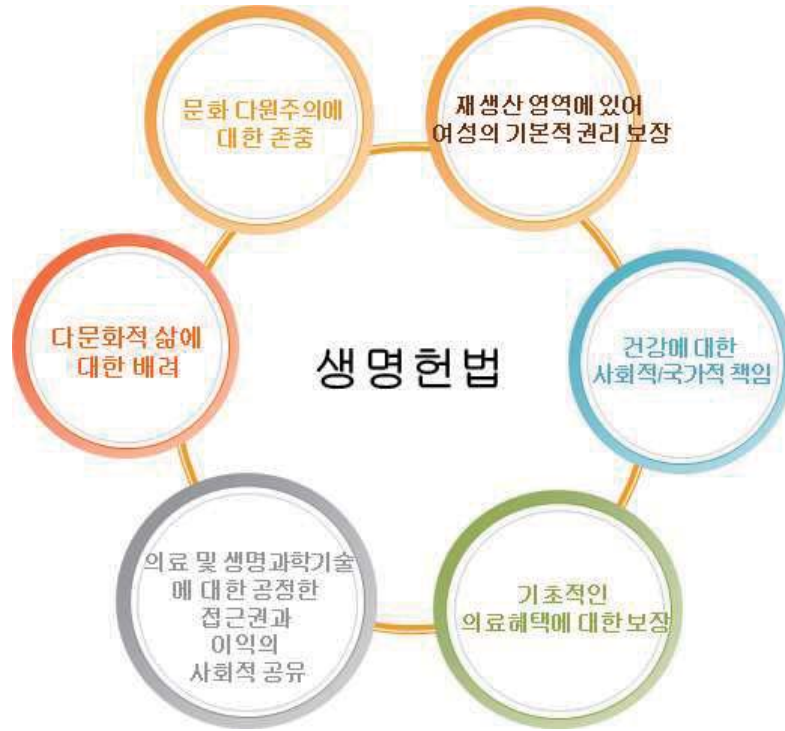 문화 다원주의에
대한 존중
재생산 영역에 있어
여성의 기본적 권리 보장
다문화적 삶에
대한 배려
생명헌법
건강에 대한
사회적/국가적 책임
의료 및 생명과학기술
에 대한 공정한
접근권과
이익의
사회적 공유
기초적인
의료혜택에 대한 보장